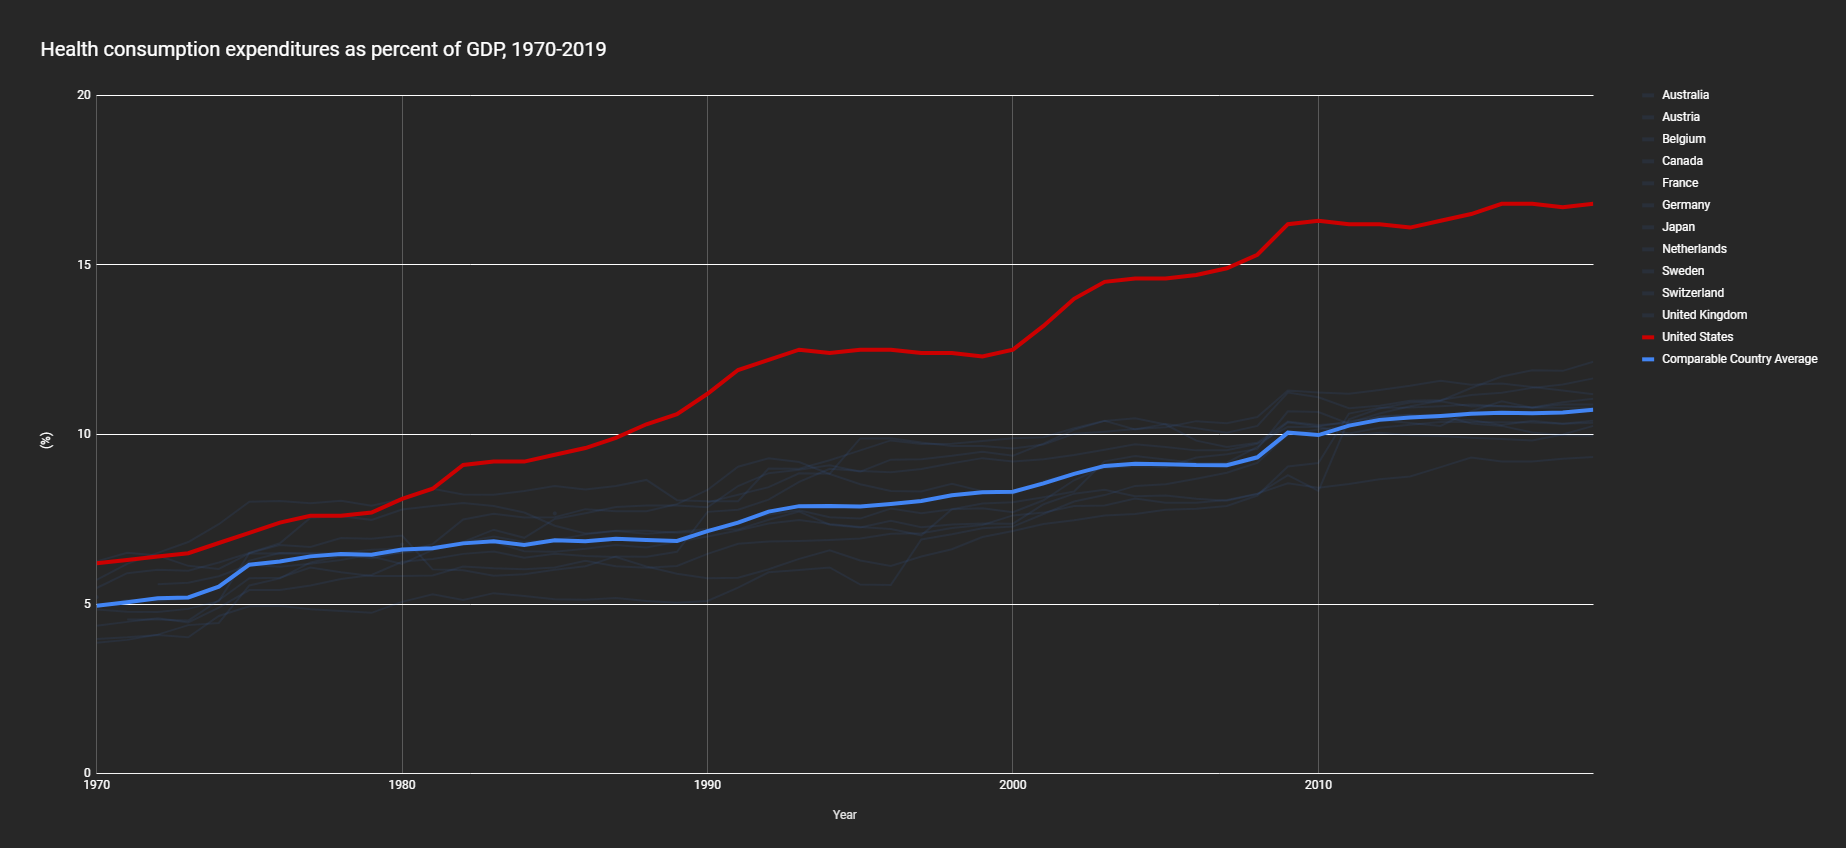 Health consumption expenditures as percent of GDP, 1970-2019
20
15
10
5
0
(%)
1970
1980
1990
2000
2010
Year
Australia
Austria
Belgium
Canada
France
Germany
Japan
Netherlands
Sweden
Switzerland
United Kingdom
United States
Comparable Country Average